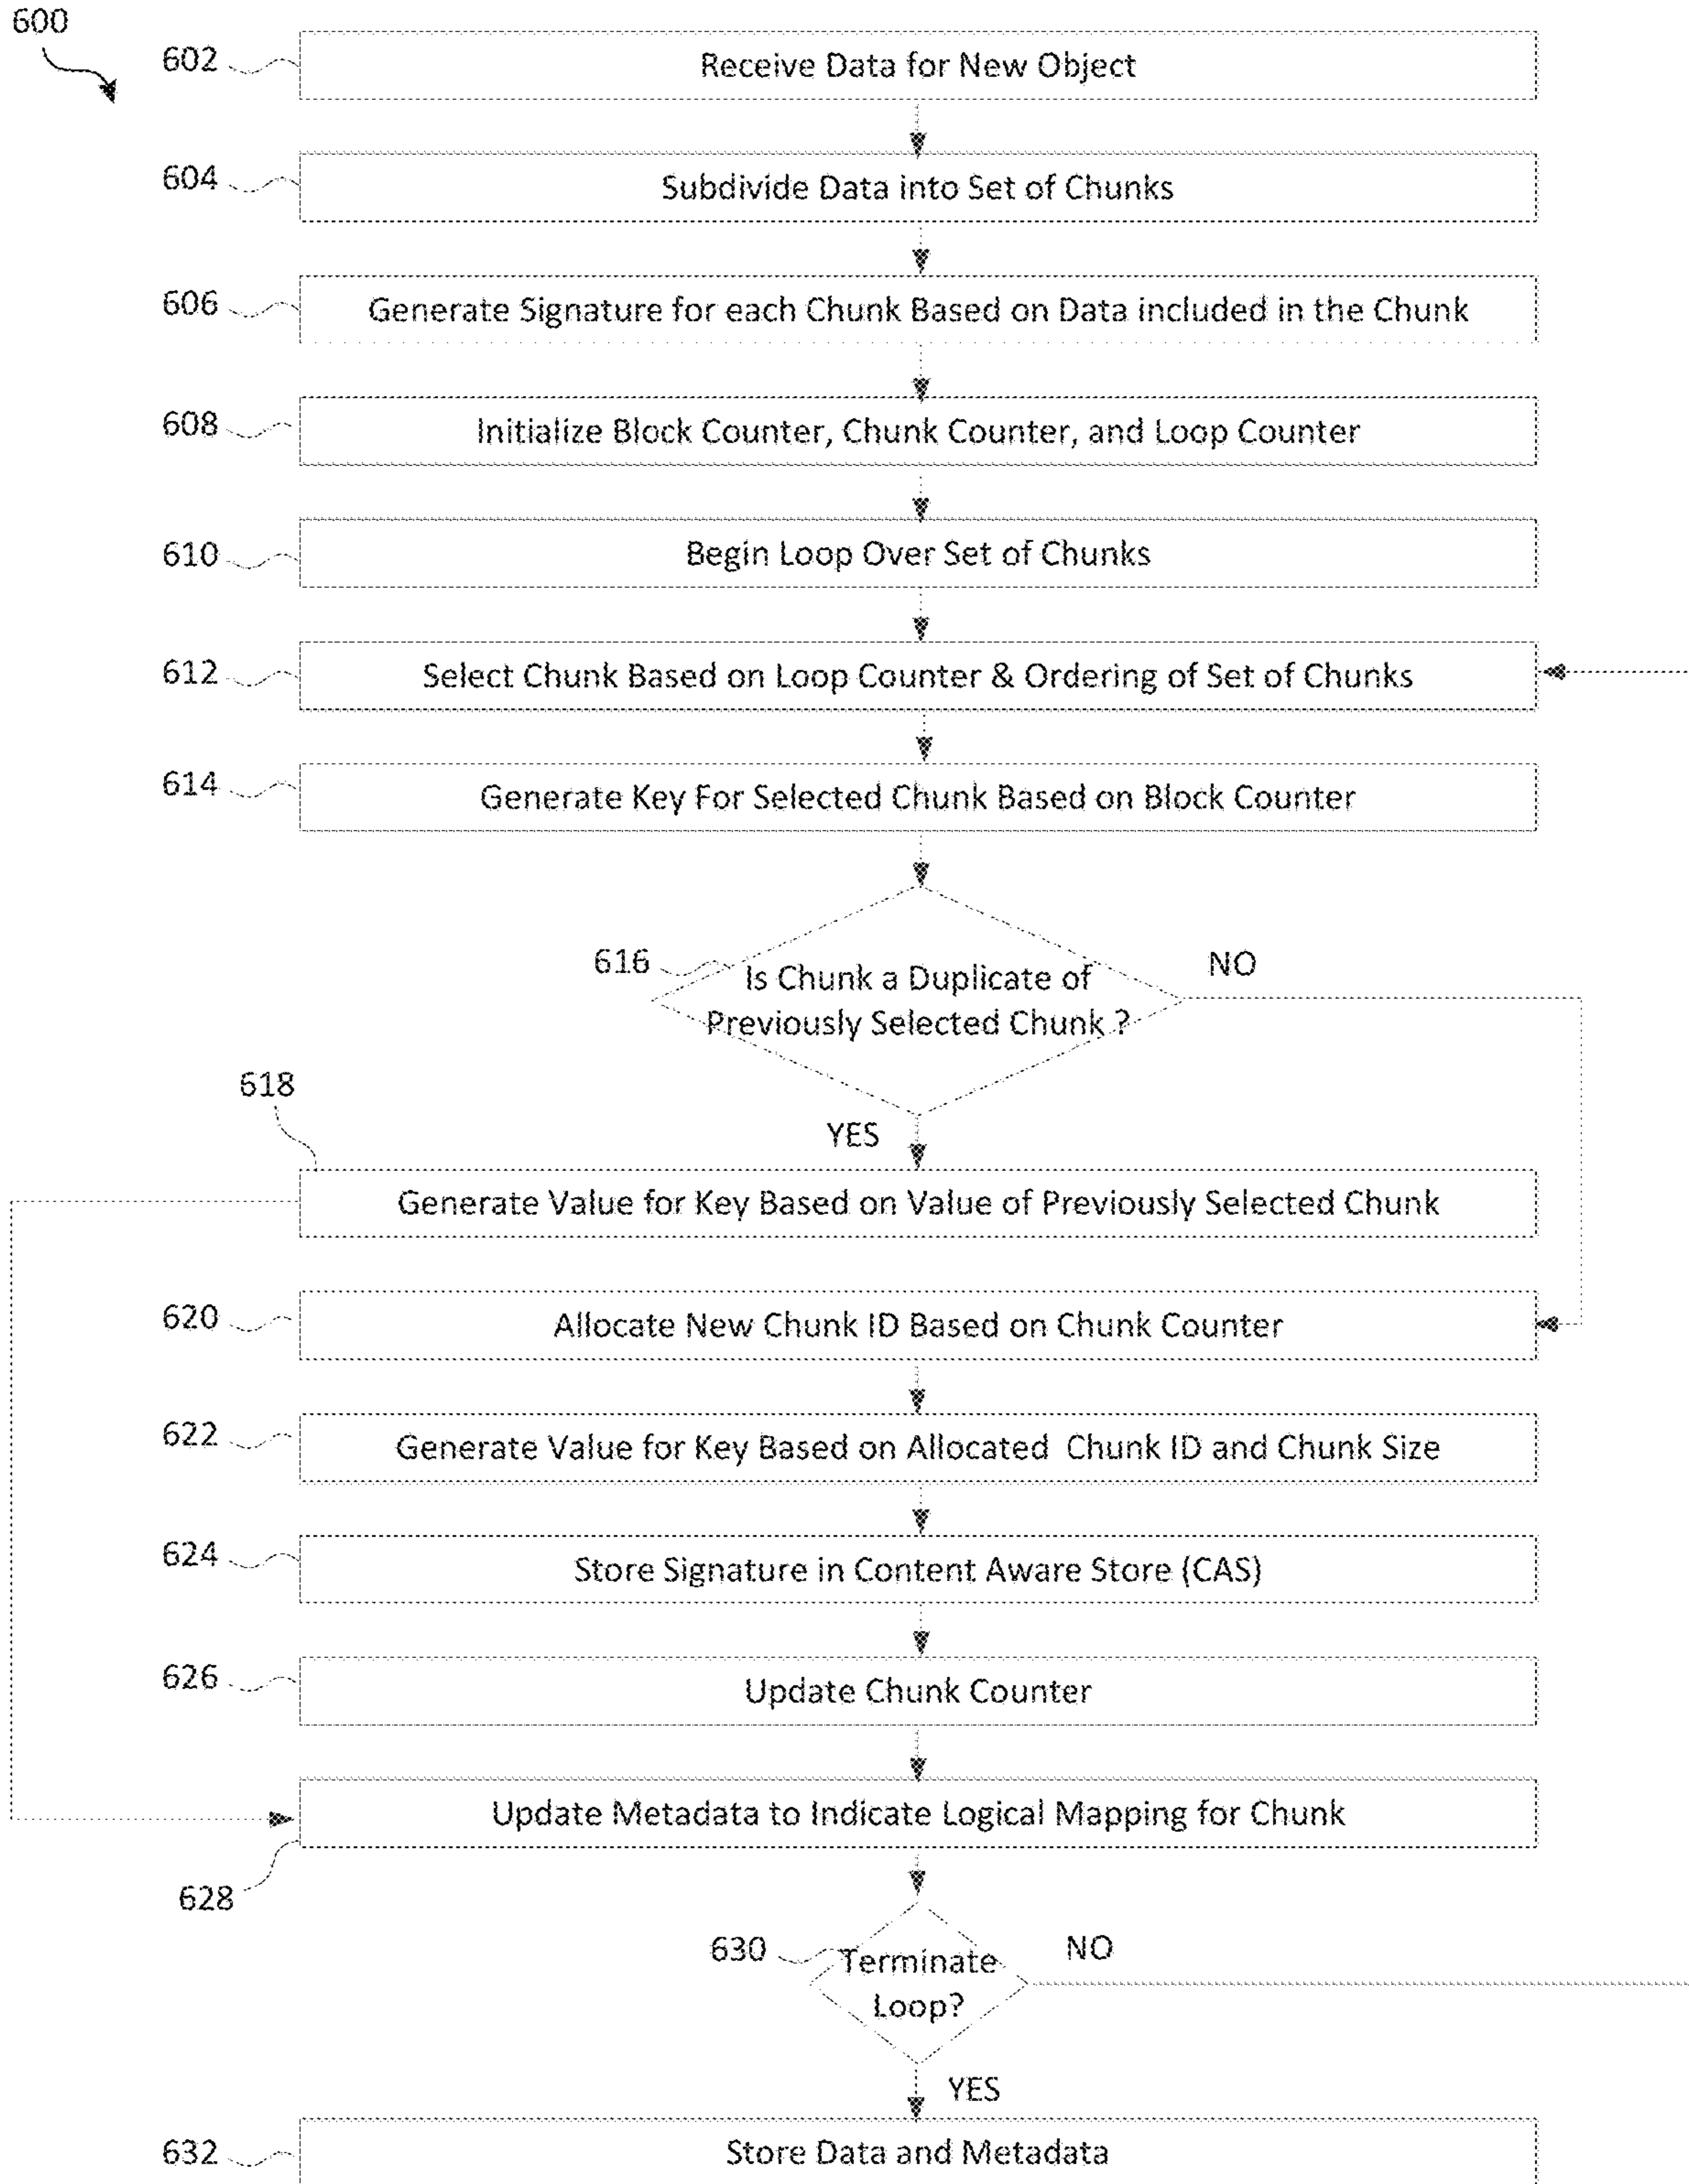 600
602
Receive Data for New Object
604
Subdivide Data into Set of Chunks
606
Generate Signature for each Chunk Based on Data included in the Chunk
608
Initialize Block Counter, Chunk Counter, and Loop Counter
610
Begin Loop Over Set of Chunks
612
Select Chunk Based on Loop Counter & Ordering of Set of Chunks
614
Generate Key For Selected Chunk Based on Block Counter
616
Is Chunk a Duplicate of
Previously Selected Chunk ?
NO
YES
618
Generate Value for Key Based on Value of Previously Selected Chunk
620
Allocate New Chunk ID Based on Chunk Counter
622
Generate Value for Key Based on Allocated Chunk ID and Chunk Size
624
Store Signature in Content Aware Store (CAS)
626
Update Chunk Counter
Update Metadata to Indicate Logical Mapping for Chunk
628
630
Terminate
Loop?
NO
YES
632
Store Data and Metadata